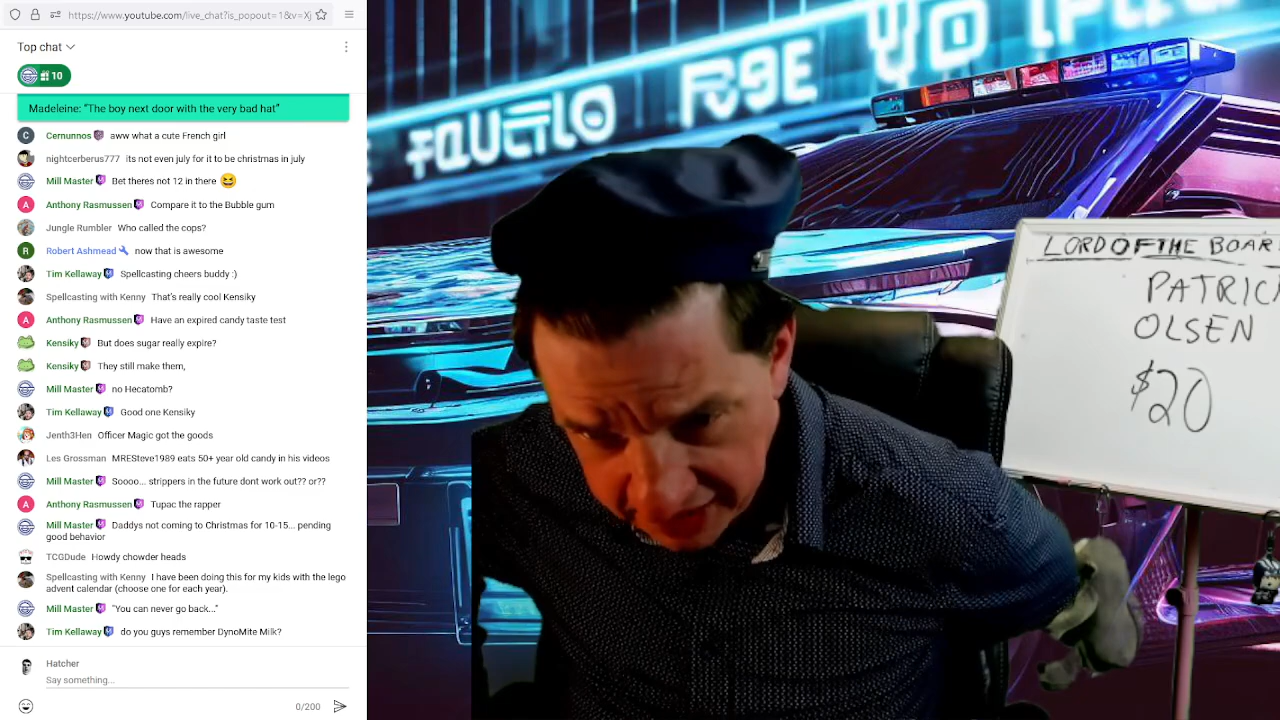 https://www.youtube.com/live_chat?is_popout=1&v=Xj
Top chat
10
Madeleine: "The boy next door with the very bad hat"
C Cernunnos aww what a cute French girl
nightcerberus777 its not even july for it to be christmas in july
Mill Master Bet theres not 12 in there 😆
A Anthony Rasmussen Compare it to the Bubble gum
Jungle Rumbler Who called the cops?
R Robert Ashmead now that is awesome
Tim Kellaway Spellcasting cheers buddy :)
Spellcasting with Kenny That's really cool Kensiky
A Anthony Rasmussen Have an expired candy taste test
Kensiky But does sugar really expire?
Kensiky They still make them,
Mill Master no Hecatomb?
Tim Kellaway Good one Kensiky
Jenth3Hen Officer Magic got the goods
Les Grossman MRESteve1989 eats 50+ year old candy in his videos
Mill Master Soooo... strippers in the future dont work out?? or??
A Anthony Rasmussen Tupac the rapper
Mill Master Daddys not coming to Christmas for 10-15... pending
good behavior
TCGDude Howdy chowder heads
Spellcasting with Kenny I have been doing this for my kids with the lego
advent calendar (choose one for each year).
Mill Master "You can never go back..."
Tim Kellaway do you guys remember DynoMite Milk?
Hatcher
Say something...
0/200
LORD OF THE BOAR
PATRIC
OLSEN
$20